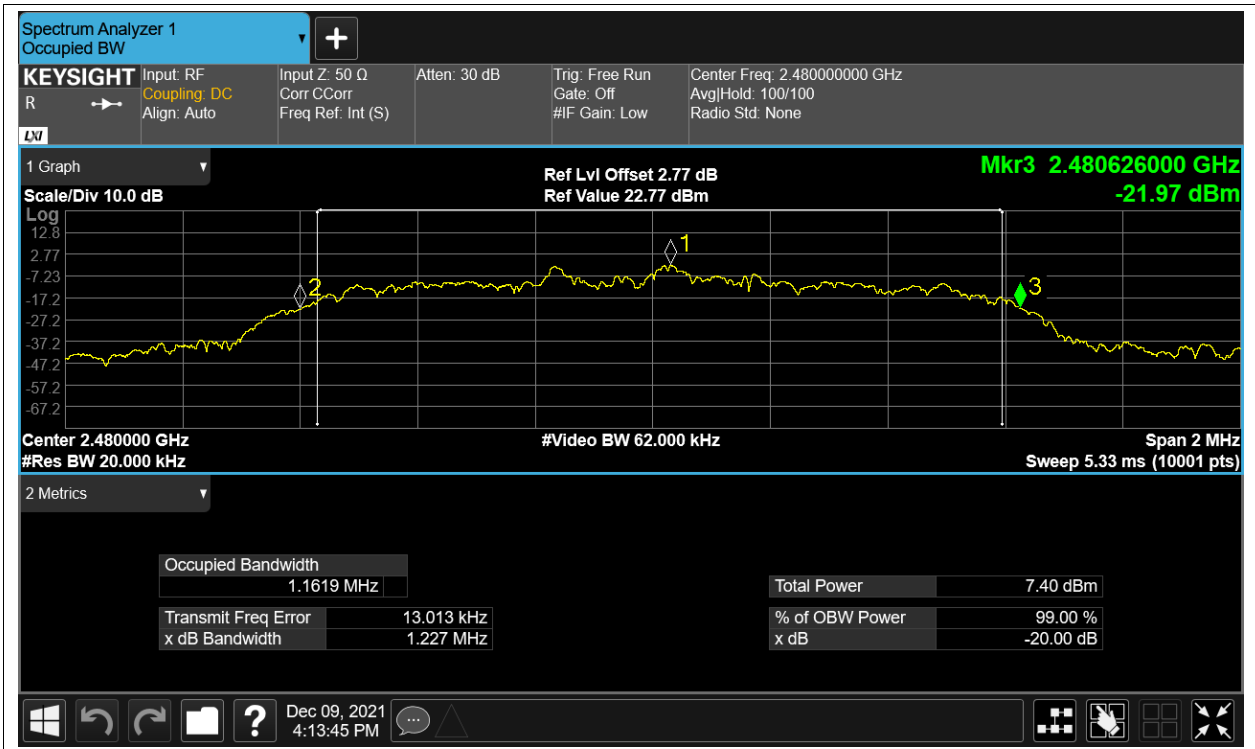 Spectrum Analyzer 1
Occupied BW
KEYSIGHT
R
LXI
Input: RF
Coupling: DC
Align: Auto
Input Z: 50 Ω
Corr CCorr
Freq Ref: Int (S)
Atten: 30 dB
Trig: Free Run
Gate: Off
#IF Gain: Low
Center Freq: 2.480000000 GHz
Avg|Hold: 100/100
Radio Std: None
1 Graph
Scale/Div 10.0 dB
Ref Lvl Offset 2.77 dB
Ref Value 22.77 dBm
Mkr3 2.480626000 GHz
-21.97 dBm
Log
12.8
2.77
-7.23
-17.2
-27.2
-37.2
-47.2
-57.2
-67.2
1
2
3
Center 2.480000 GHz
#Res BW 20.000 kHz
#Video BW 62.000 kHz
Span 2 MHz
Sweep 5.33 ms (10001 pts)
2 Metrics
Occupied Bandwidth
1.1619 MHz
Transmit Freq Error 13.013 kHz
x dB Bandwidth 1.227 MHz
Total Power 7.40 dBm
% of OBW Power 99.00 %
x dB -20.00 dB
?
Dec 09, 2021
4:13:45 PM